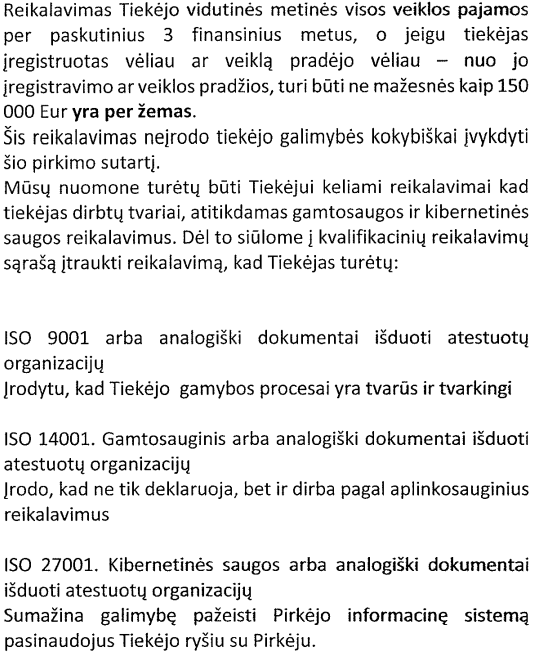 Reikalavimas Tiekėjo vidutinės metinės visos veiklos pajamos
per paskutinius 3 finansinius metus, o jeigu tiekėjas
įregistruotas vėliau ar veiklą pradėjo vėliau – nuo jo
įregistravimo ar veiklos pradžios, turi būti ne mažesnės kaip 150
000 Eur yra per žemas.
Šis reikalavimas neįrodo tiekėjo galimybės kokybiškai įvykdyti
šio pirkimo sutartį.
Mūsų nuomone turėtų būti Tiekėjui keliami reikalavimai kad
tiekėjas dirbtų tvariai, atitikdamas gamtosaugos ir kibernetinės
saugos reikalavimus. Dėl to siūlome į kvalifikacinių reikalavimų
sąrašą įtraukti reikalavimą, kad Tiekėjas turėtų:
ISO 9001 arba analogiški dokumentai išduoti atestuotų
organizacijų
Įrodytu, kad Tiekėjo gamybos procesai yra tvarūs ir tvarkingi
ISO 14001. Gamtosauginis arba analogiški dokumentai išduoti
atestuotų organizacijų
Įrodo, kad ne tik deklaruoja, bet ir dirba pagal aplinkosauginius
reikalavimus
ISO 27001. Kibernetinės saugos arba analogiški dokumentai
išduoti atestuotų organizacijų
Sumažina galimybę pažeisti Pirkėjo informacinę sistemą
pasinaudojus Tiekėjo ryšiu su Pirkėju.